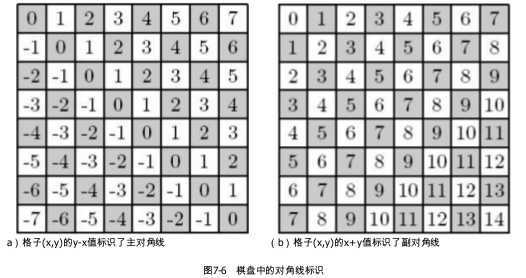 0 1 2 3 4 5 6 7 0 1 2 3 4 5 6 7
-1 0 1 2 3 4 5 6 1 2 3 4 5 6 7 8
-2 -1 0 1 2 3 4 5 2 3 4 5 6 7 8 9
-3 -2 -1 0 1 2 3 4 3 4 5 6 7 8 9 10
-4 -3 -2 -1 0 1 2 3 4 5 6 7 8 9 10 11
-5 -4 -3 -2 -1 0 1 2 5 6 7 8 9 10 11 12
-6 -5 -4 -3 -2 -1 0 1 6 7 8 9 10 11 12 13
-7 -6 -5 -4 -3 -2 -1 0 7 8 9 10 11 12 13 14
a) 格子(x,y)的y-x值标识了主对角线 (b) 格子(x,y)的x+y值标识了副对角线
图7-6 棋盘中的对角线标识